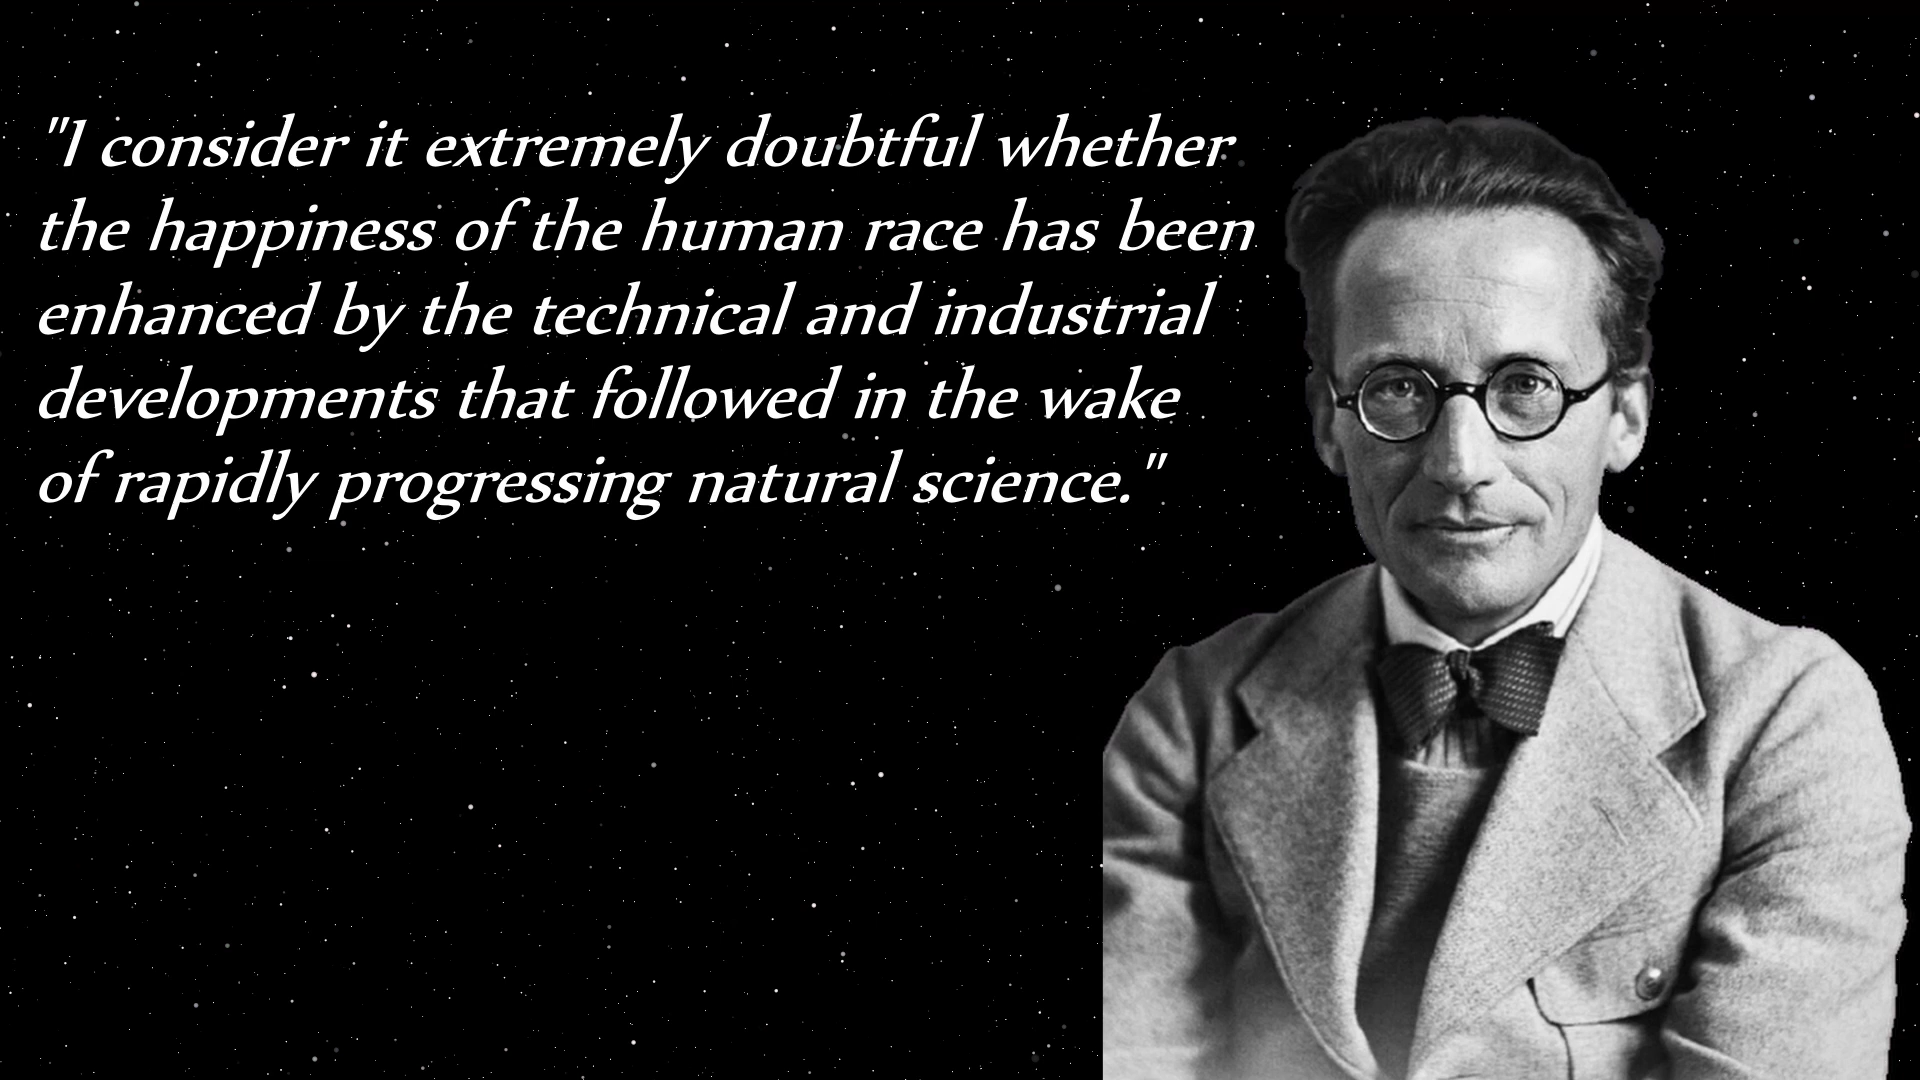 "I consider it extremely doubtful whether
the happiness of the human race has been
enhanced by the technical and industrial
developments that followed in the wake
of rapidly progressing natural science."